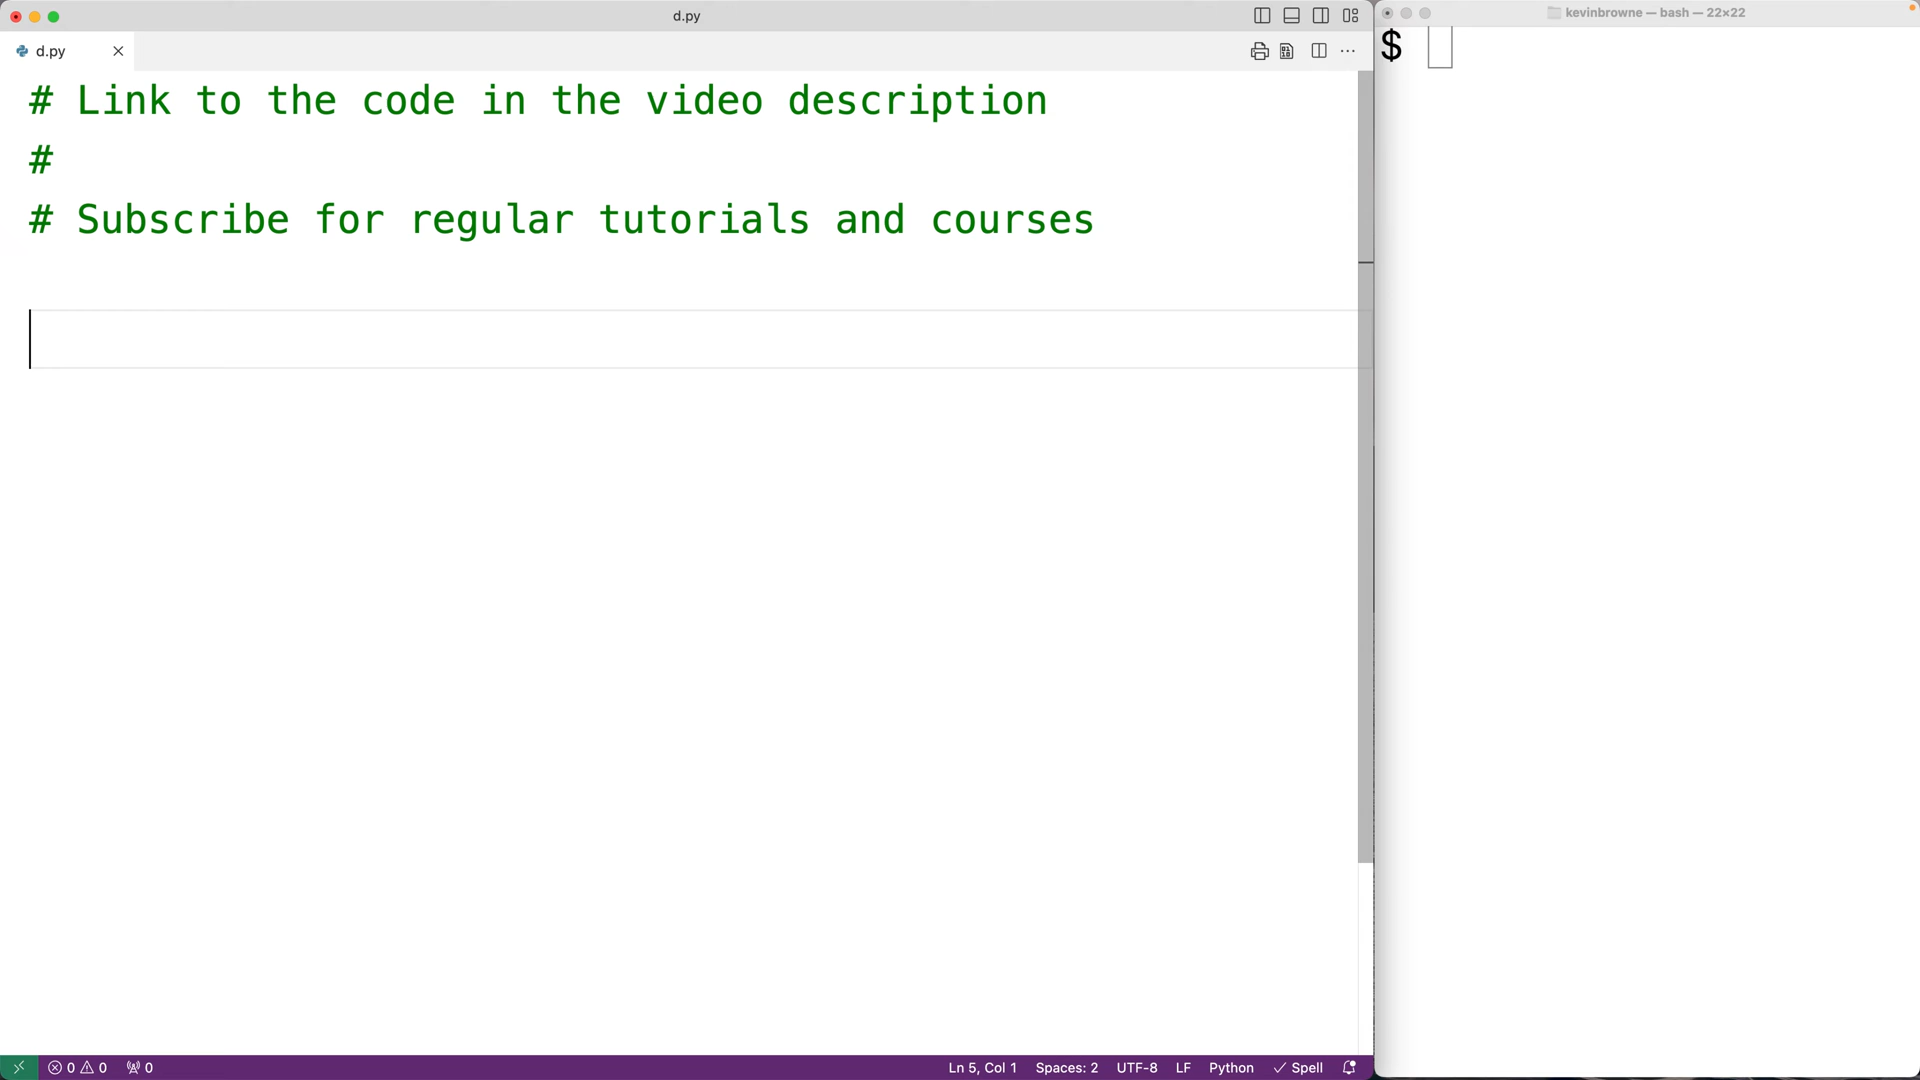 d.py
kevinbrowne — bash — 22×22
d.py
$
# Link to the code in the video description
#
# Subscribe for regular tutorials and courses
0 0 0 Ln 5, Col 1 Spaces: 2 UTF-8 LF Python Spell